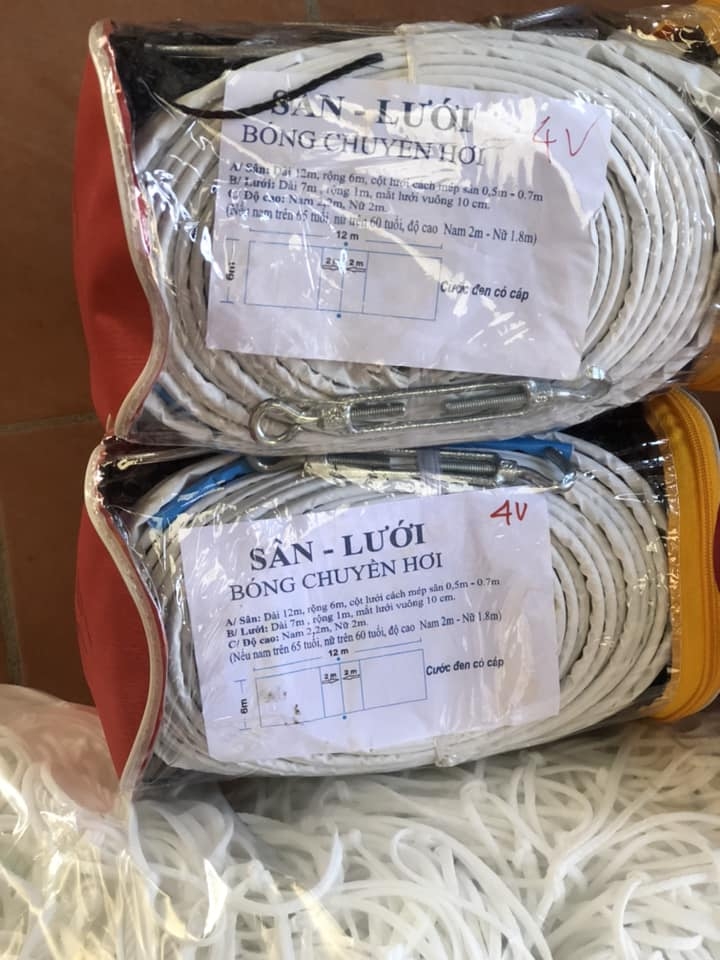 SÂN - LƯỚI
4V
BÓNG CHUYỀN HƠI
A/ Sân: Dài 12m, rộng 6m, cột lưới cách mép sân 0,5m - 0.7m
B/ Lưới: Dài 7m , rộng 1m, mắt lưới vuông 10 cm.
C/ Độ cao: Nam 2,2m, Nữ 2m.
(Nếu nam trên 65 tuổi, nữ trên 60 tuổi, độ cao Nam 2m - Nữ 1.8m)
12 m
6m
2 m
Cước đen có cáp
SÂN - LƯỚI
4V
BÓNG CHUYỀN HƠI
A/ Sân: Dài 12m, rộng 6m, cột lưới cách mép sân 0,5m - 0.7m
B/ Lưới: Dài 7m , rộng 1m, mắt lưới vuông 10 cm.
C/ Độ cao: Nam 2,2m, Nữ 2m.
(Nếu nam trên 65 tuổi, nữ trên 60 tuổi, độ cao Nam 2m - Nữ 1.8m)
12 m
6m
2 m 2 m
Cước đen có cáp